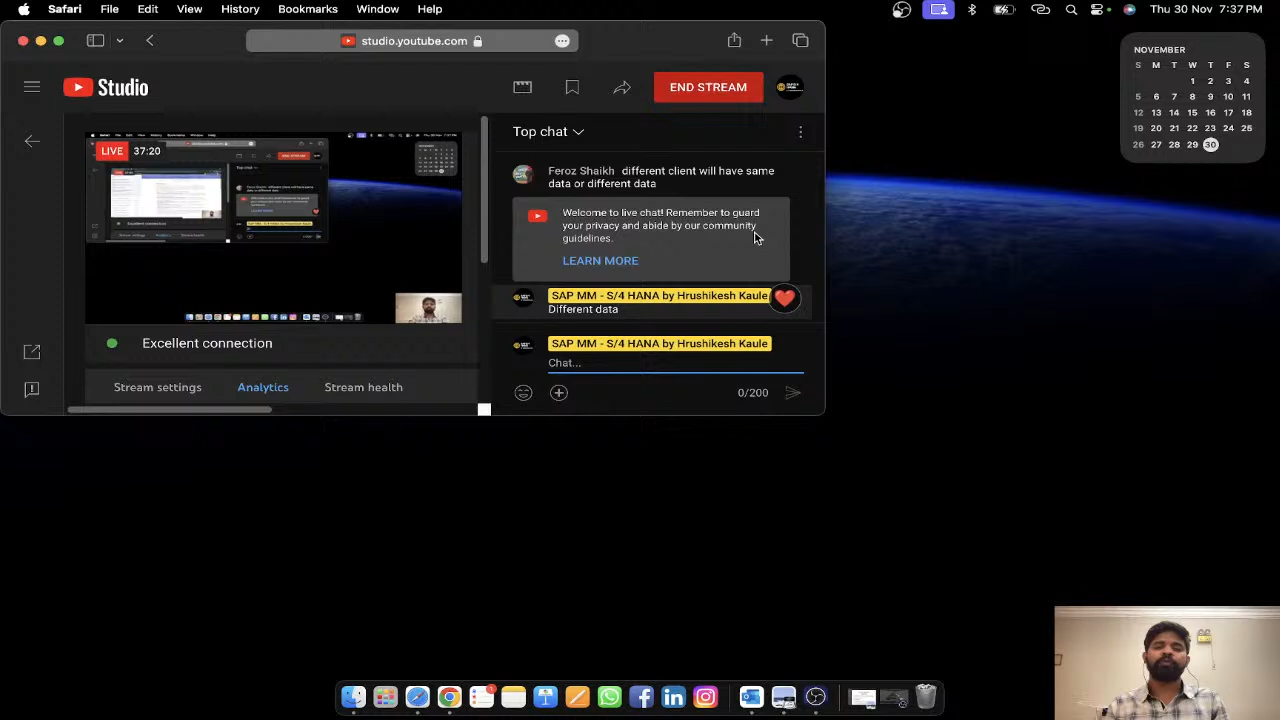 Safari File Edit View History Bookmarks Window Help
Thu 30 Nov 7:37 PM
studio.youtube.com
Studio
END STREAM
LIVE 37:20
Excellent connection
Stream settings Analytics Stream health
Top chat
Sheikh different client will have same
data or different data
Welcome to live chat! Remember to guard
your privacy and abide by our community
guidelines.
LEARN MORE
SAP MM - S/4 HANA by Hrushikesh Kaule
Different data
SAP MM - S/4 HANA by Hrushikesh Kaule
Chat...
0/200
NOVEMBER
S M T W T F S
1 2 3 4
5 6 7 8 9 10 11
12 13 14 15 16 17 18
19 20 21 22 23 24 25
26 27 28 29 30
1